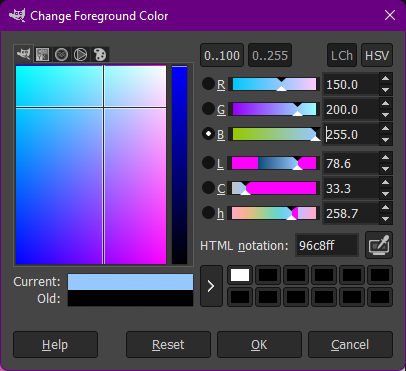 Change Foreground Color
0..100 0..255 LCh HSV
R 150.0
G 200.0
B 255.0
L 78.6
C 33.3
h 258.7
HTML notation: 96c8ff
Current:
Old:
Help Reset OK Cancel